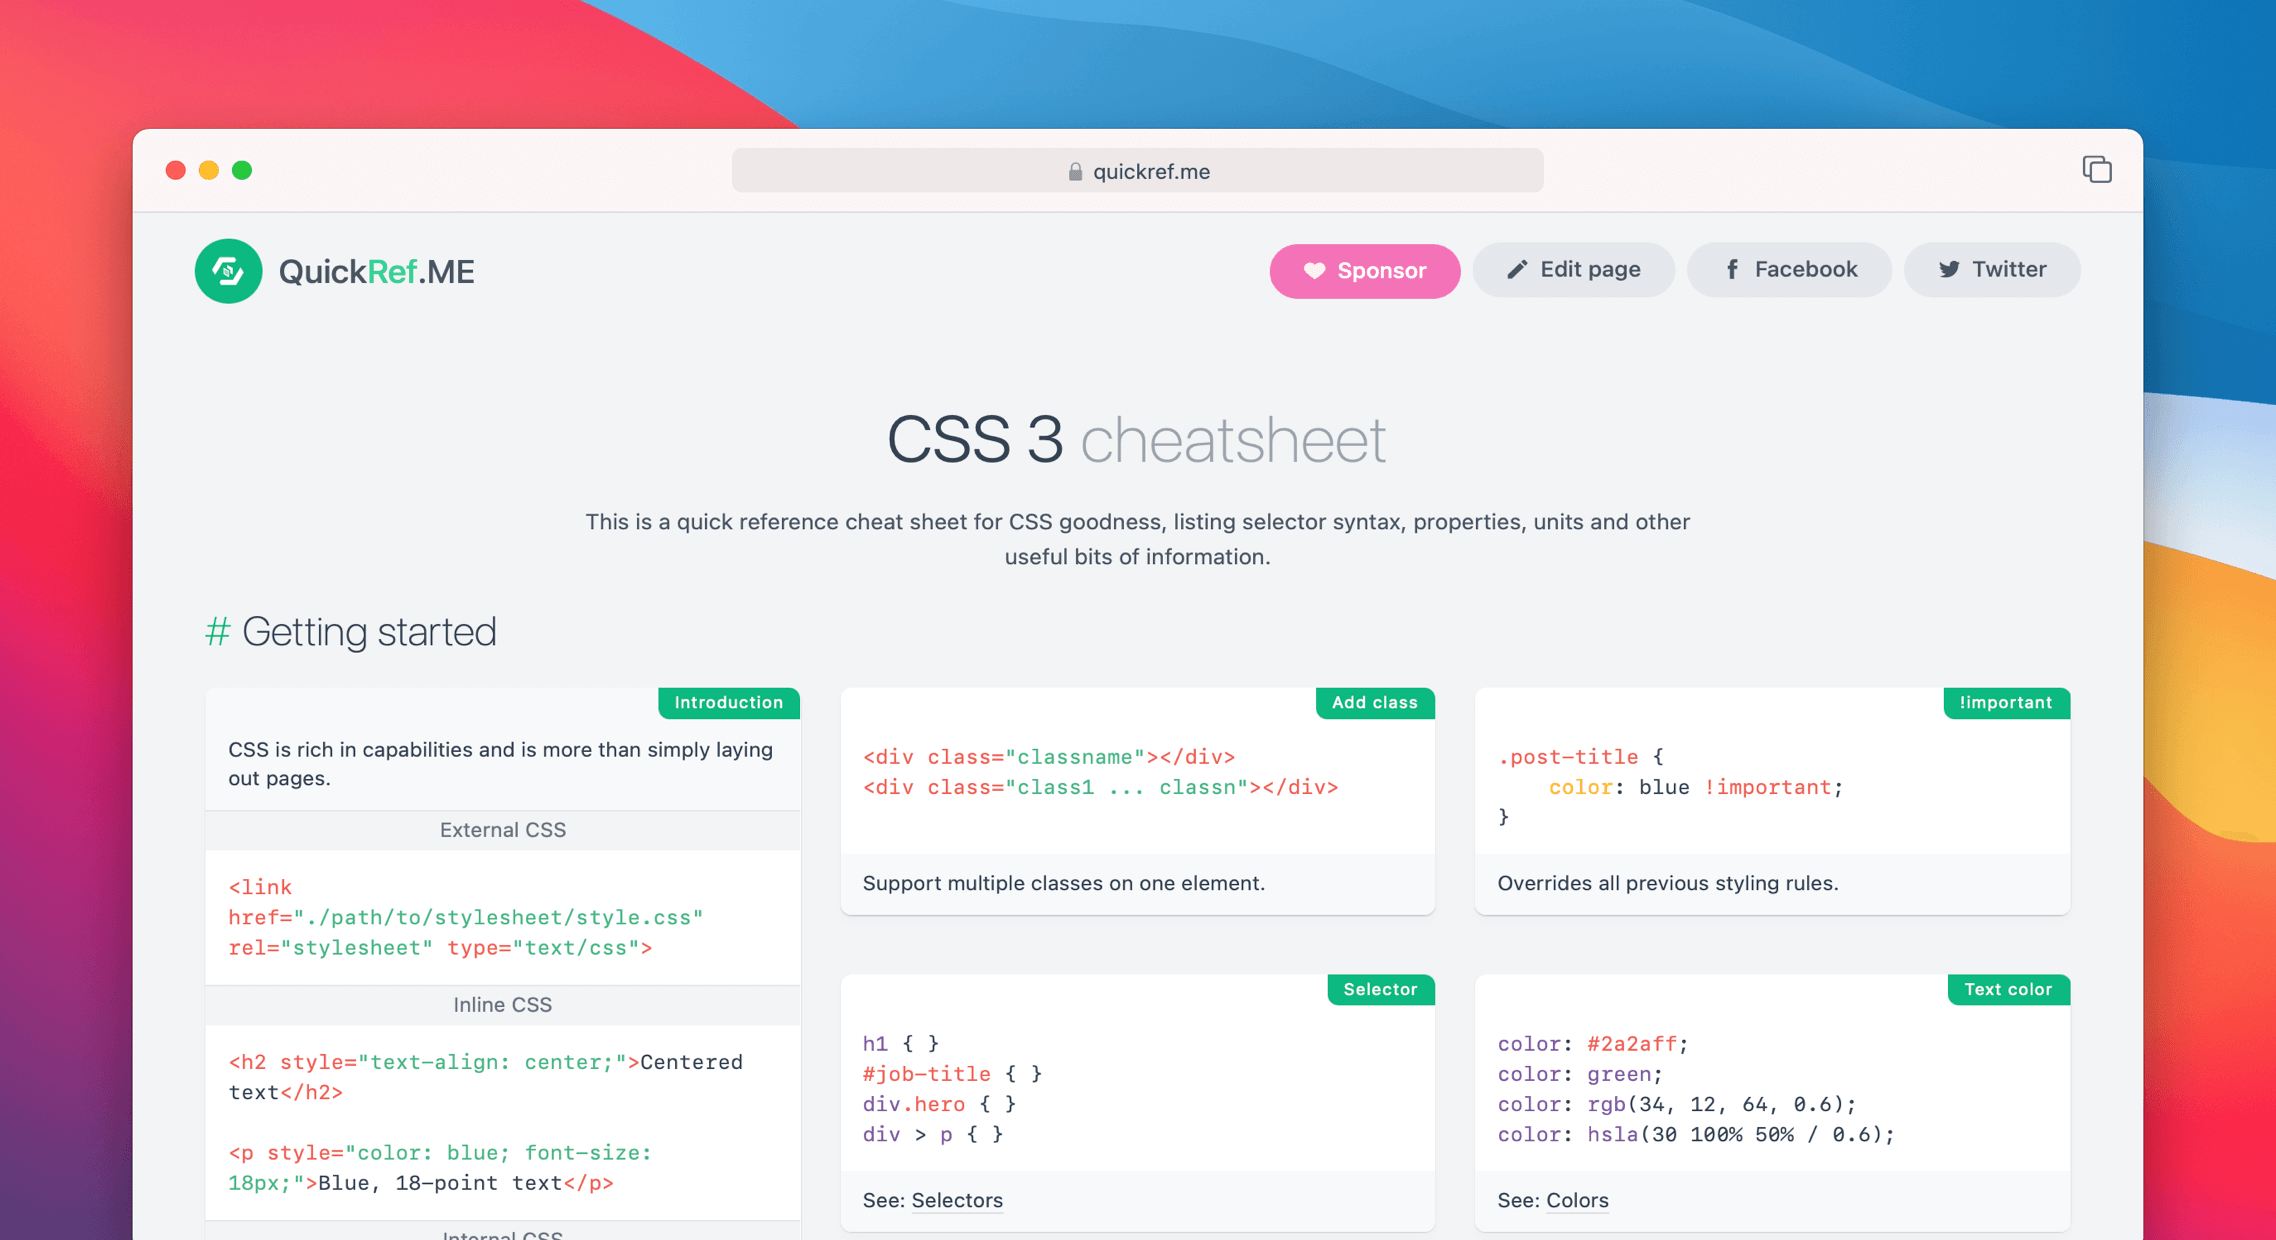 quickref.me
QuickRef.ME
Sponsor
Edit page
Facebook
Twitter
CSS 3 cheatsheet
This is a quick reference cheat sheet for CSS goodness, listing selector syntax, properties, units and other
useful bits of information.
# Getting started
Introduction
CSS is rich in capabilities and is more than simply laying
out pages.
External CSS
<link
href="./path/to/stylesheet/style.css"
rel="stylesheet" type="text/css">
Inline CSS
<h2 style="text-align: center;">Centered
text</h2>
<p style="color: blue; font-size:
18px;">Blue, 18-point text</p>
Internal CSS
Add class
<div class="classname"></div>
<div class="class1 ... classn"></div>
Support multiple classes on one element.
!important
.post-title {
    color: blue !important;
}
Overrides all previous styling rules.
Selector
h1 { }
#job-title { }
div.hero { }
div > p { }
See: Selectors
Text color
color: #2a2aff;
color: green;
color: rgb(34, 12, 64, 0.6);
color: hsla(30 100% 50% / 0.6);
See: Colors